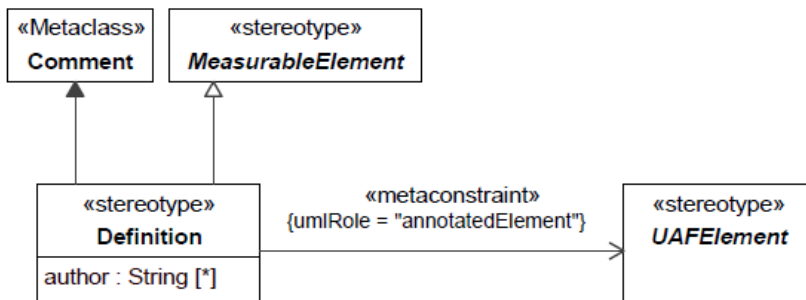 «Metaclass»
Comment
«stereotype»
MeasurableElement
«stereotype»
Definition
author : String [*]
«metaconstraint»
{umlRole = "annotatedElement"}
«stereotype»
UAFElement